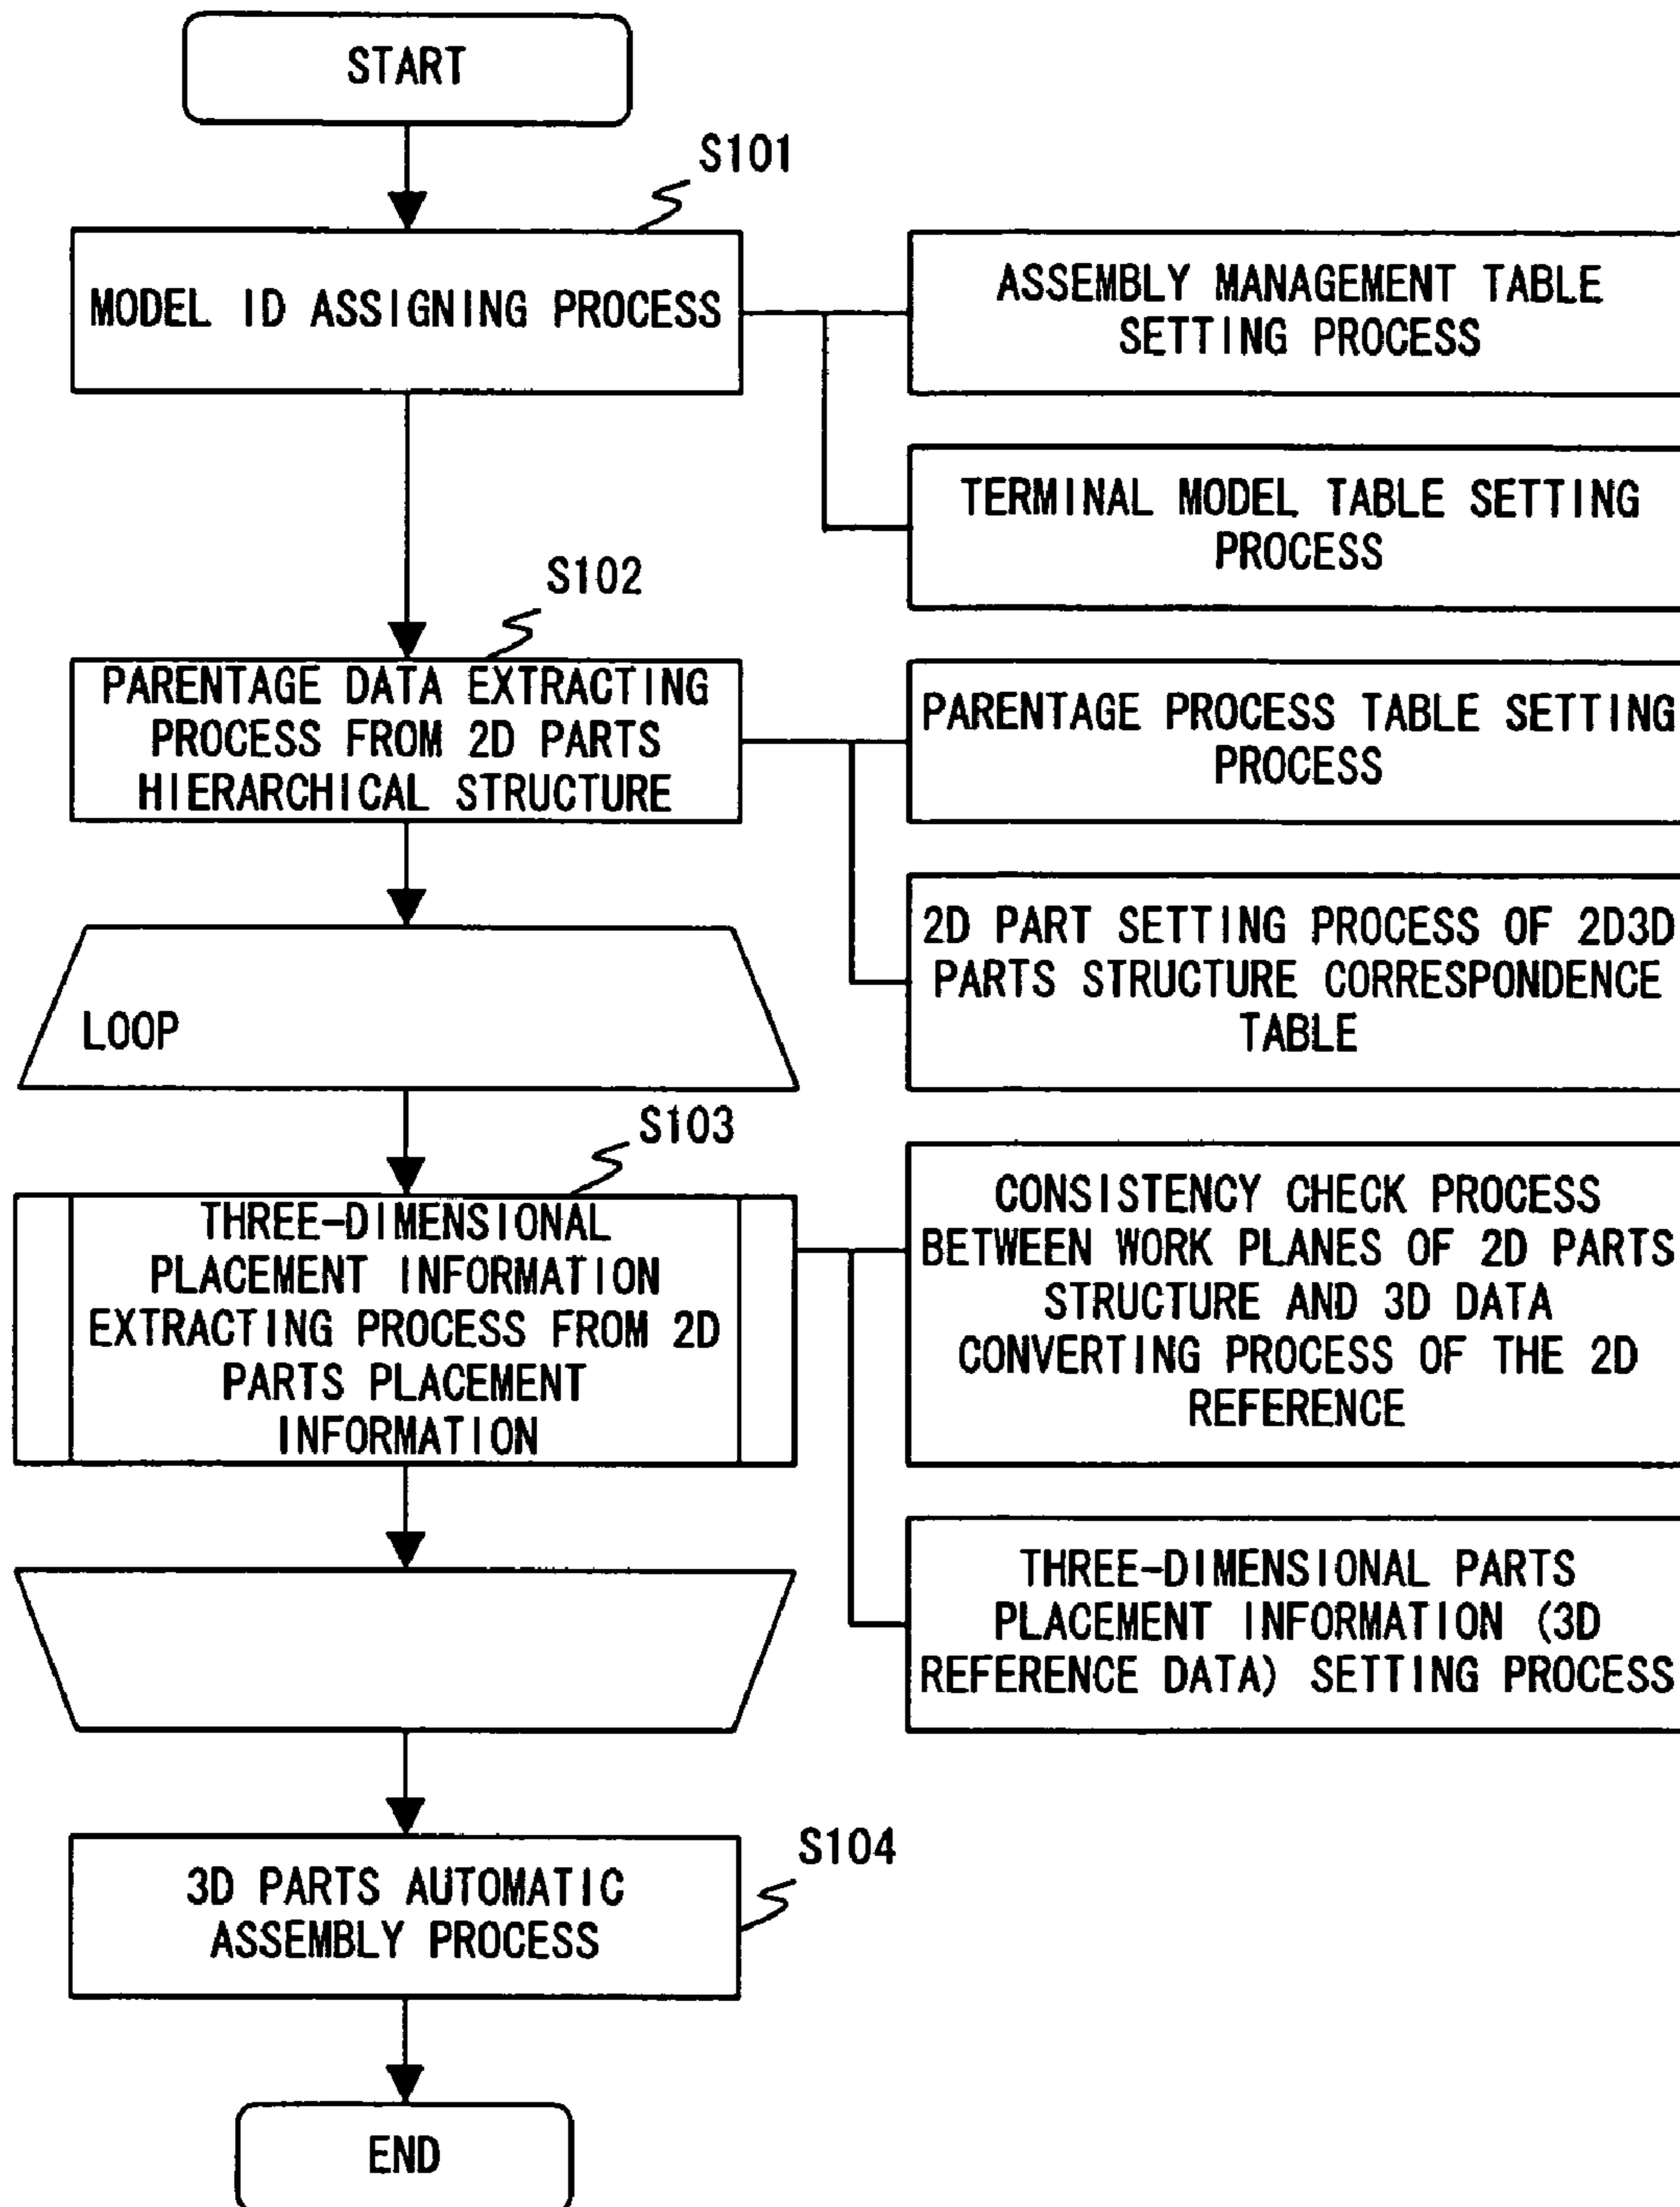 START
S101
MODEL ID ASSIGNING PROCESS
ASSEMBLY MANAGEMENT TABLE
SETTING PROCESS
TERMINAL MODEL TABLE SETTING
PROCESS
S102
PARENTAGE DATA EXTRACTING
PROCESS FROM 2D PARTS
HIERARCHICAL STRUCTURE
PARENTAGE PROCESS TABLE SETTING
PROCESS
2D PART SETTING PROCESS OF 2D3D
PARTS STRUCTURE CORRESPONDENCE
TABLE
LOOP
S103
THREE-DIMENSIONAL
PLACEMENT INFORMATION
EXTRACTING PROCESS FROM 2D
PARTS PLACEMENT
INFORMATION
CONSISTENCY CHECK PROCESS
BETWEEN WORK PLANES OF 2D PARTS
STRUCTURE AND 3D DATA
CONVERTING PROCESS OF THE 2D
REFERENCE
THREE-DIMENSIONAL PARTS
PLACEMENT INFORMATION (3D
REFERENCE DATA) SETTING PROCESS
S104
3D PARTS AUTOMATIC
ASSEMBLY PROCESS
END